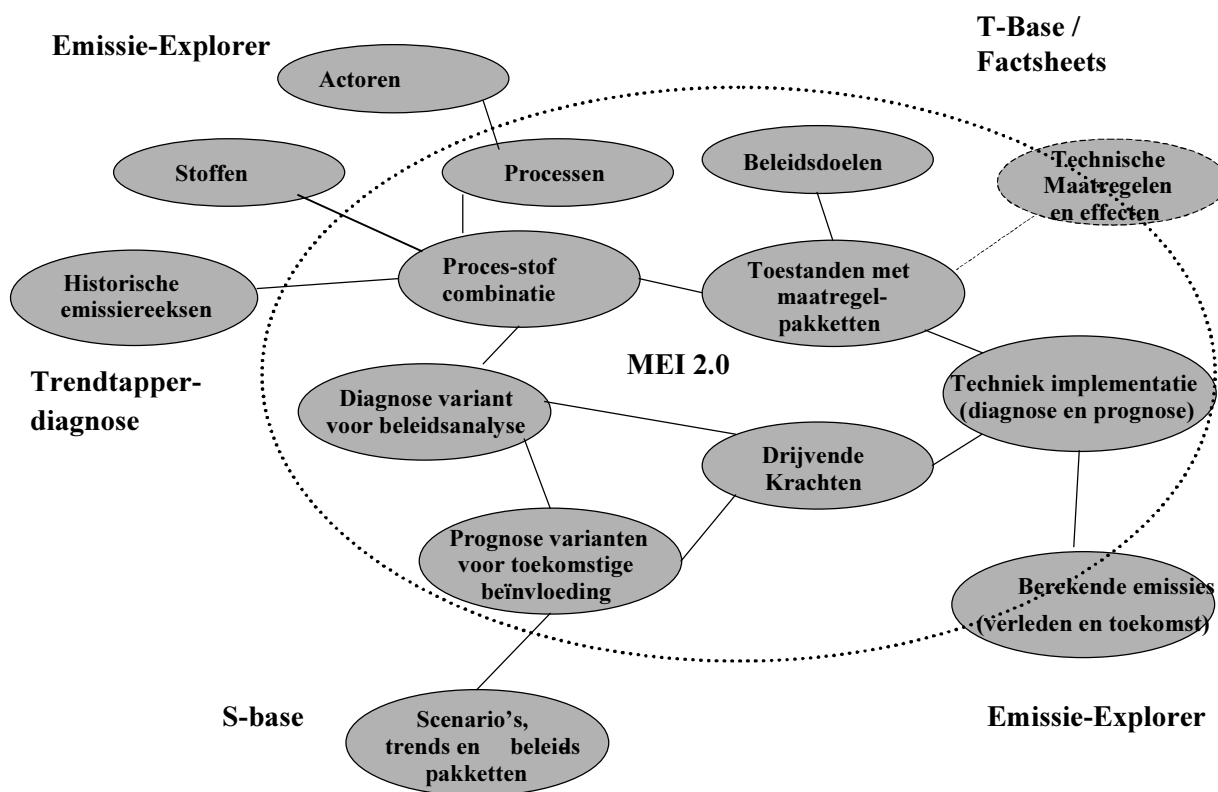 Emissie-Explorer
T-Base /
Factsheets
Actoren
Stoffen
Processen
Beleidsdoelen
Technische
Maatregelen
en effecten
Historische
emissiereeksen
Proces-stof
combinatie
Toestanden met
maatregel-
pakketten
MEI 2.0
Trendtapper-
diagnose
Diagnose variant
voor beleidsanalyse
Techniek implementatie
(diagnose en prognose)
Drijvende
Krachten
Prognose varianten
voor toekomstige
beïnvloeding
Berekende emissies
(verleden en toekomst)
S-base
Scenario's,
trends en beleids
pakketten
Emissie-Explorer